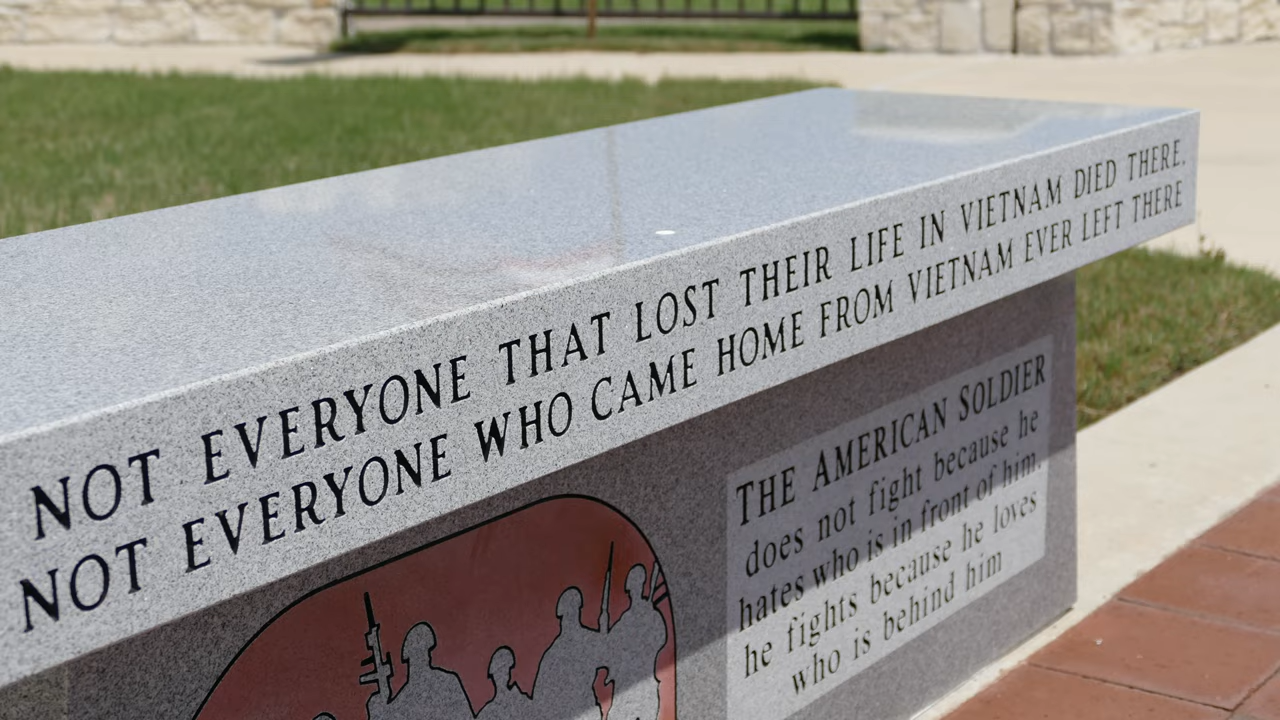 NOT EVERYONE THAT LOST THEIR LIFE IN VIETNAM DIED THERE.
NOT EVERYONE WHO CAME HOME FROM VIETNAM EVER LEFT THERE
THE AMERICAN SOLDIER
does not fight because he
hates who is in front of him.
he fights because he loves
who is behind him